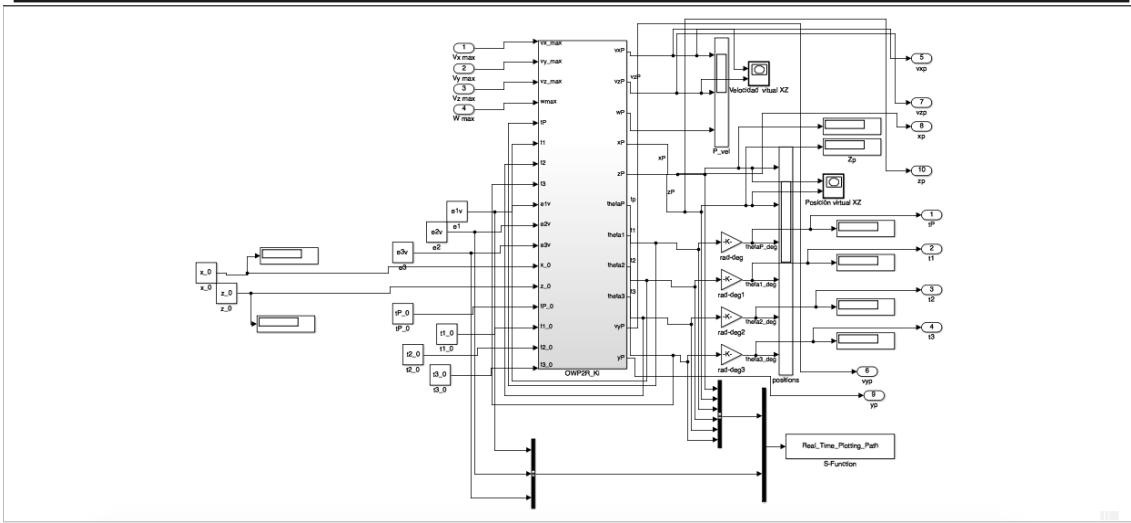 1
Vx max
2
Vy max
3
Vz max
4
W max
vx_max
vy_max
vz_max
wmax
tP
t1
t2
t3
e1v
e2v
e3v
x_0
z_0
tP_0
t1_0
t2_0
t3_0
vxP
vzP
wP
xP
zP
thetaP
theta1
theta2
theta3
vyP
yP
OWP2R_Ki
e1v
e1
e2v
e2
e3v
e3
x_0
x_0
z_0
z_0
tP_0
tP_0
t1_0
t1_0
t2_0
t2_0
t3_0
t3_0
vzP
xP
zP
tp
t1
t2
t3
P_vel
Velocidad virtual XZ
Zp
Posición virtual XZ
positions
-K-
rad-deg
thetaP_deg
-K-
rad-deg1
theta1_deg
-K-
rad-deg2
theta2_deg
-K-
rad-deg3
theta3_deg
5
vxp
7
vzp
8
xp
10
zp
1
tP
2
t1
3
t2
4
t3
6
vyp
9
yp
Real_Time_Plotting_Path
S-Function